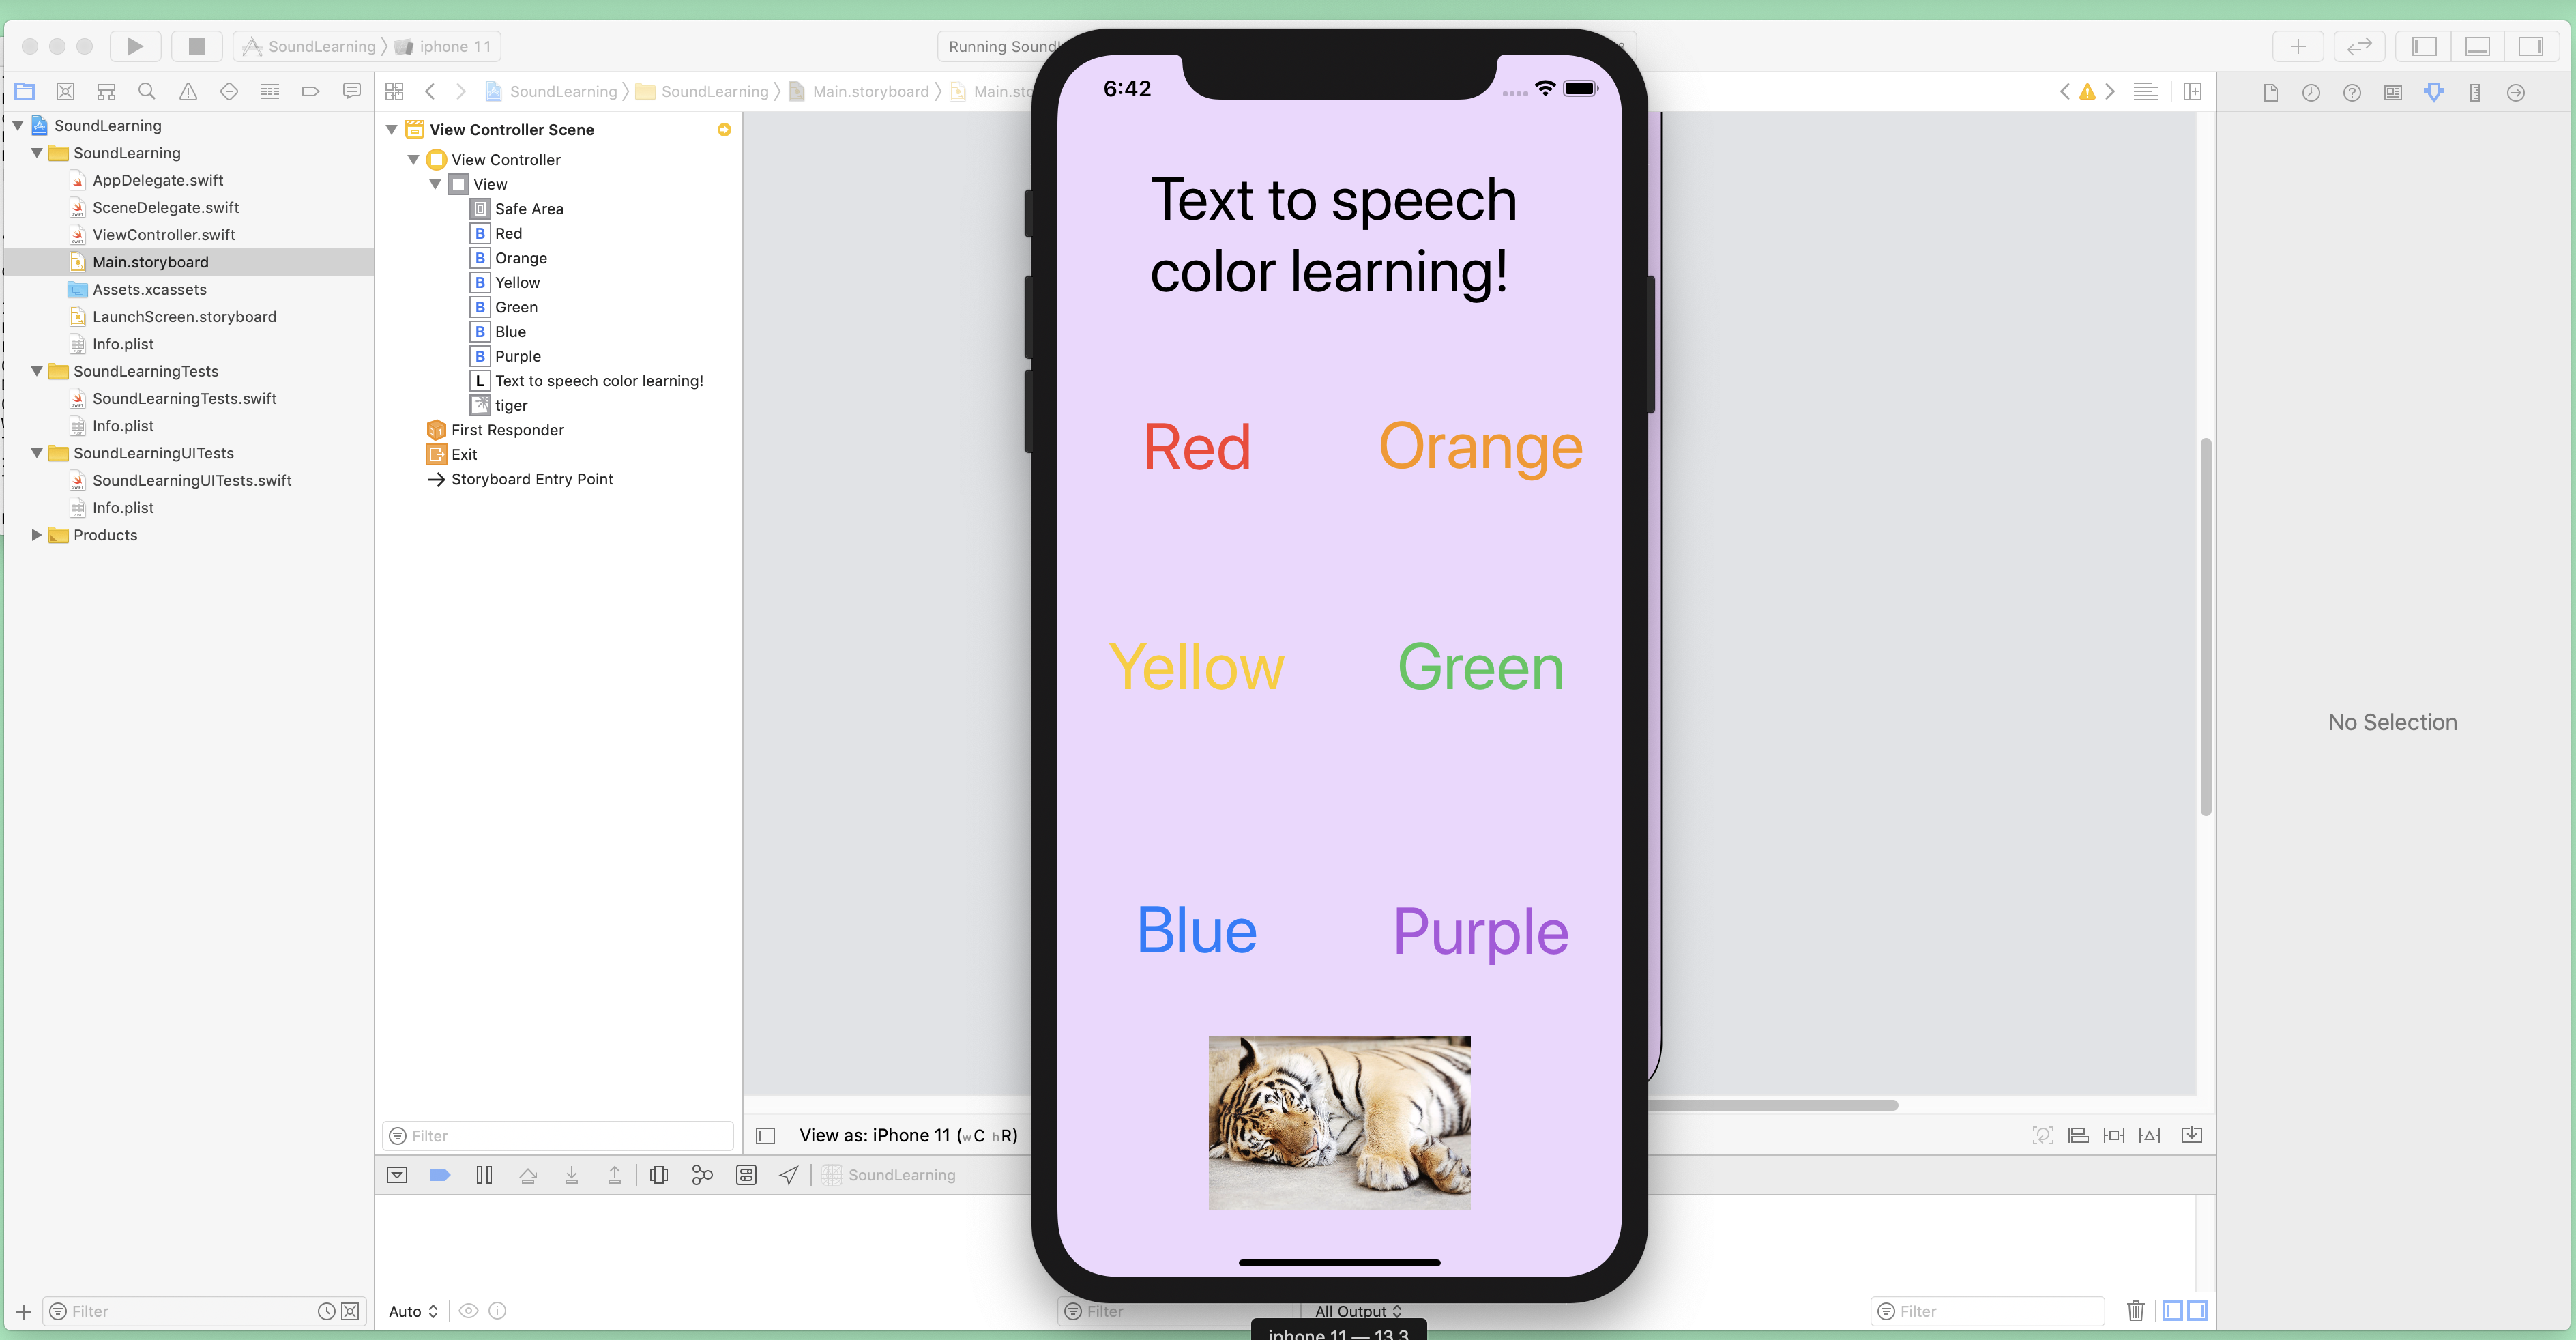 SoundLearning iphone 11
Running Sound
SoundLearning SoundLearning Main.storyboard Main.sto
SoundLearning
SoundLearning
AppDelegate.swift
SceneDelegate.swift
ViewController.swift
Main.storyboard
Assets.xcassets
LaunchScreen.storyboard
Info.plist
SoundLearningTests
SoundLearningTests.swift
Info.plist
SoundLearningUITests
SoundLearningUITests.swift
Info.plist
Products
Filter
View Controller Scene
View Controller
View
Safe Area
B Red
B Orange
B Yellow
B Green
B Blue
B Purple
L Text to speech color learning!
tiger
First Responder
Exit
Storyboard Entry Point
Filter
View as: iPhone 11 (wC hR)
SoundLearning
Auto
Filter
All Output
Filter
6:42
Text to speech
color learning!
Red Orange
Yellow Green
Blue Purple
iphone 11 — 13.3
No Selection